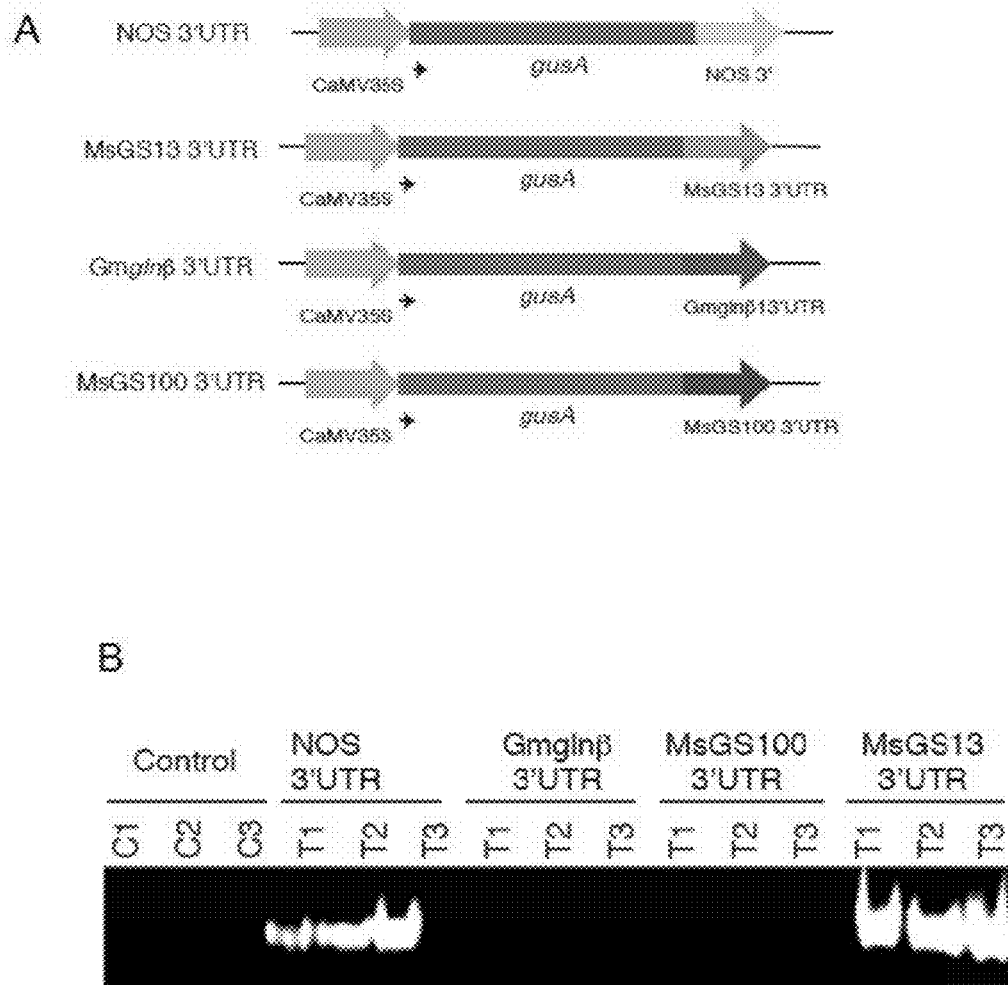 A
NOS 3'UTR
CaMV35S
gusA
NOS 3'
MsGS13 3'UTR
CaMV35S
gusA
MsGS13 3'UTR
Gmglnβ 3'UTR
CaMV35S
gusA
Gmglnβ13'UTR
MsGS100 3'UTR
CaMV35S
gusA
MsGS100 3'UTR
B
Control
NOS 3'UTR
Gmglnβ 3'UTR
MsGS100 3'UTR
MsGS13 3'UTR
C1 C2 C3 T1 T2 T3 T1 T2 T3 T1 T2 T3 T1 T2 T3